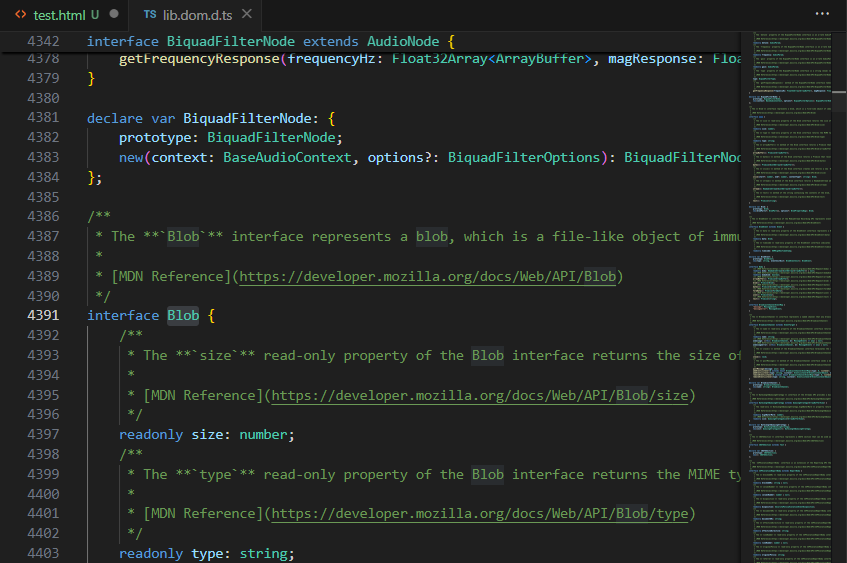 test.html U
TS lib.dom.d.ts
4342 interface BiquadFilterNode extends AudioNode {
4378 getFrequencyResponse(frequencyHz: Float32Array<ArrayBuffer>, magResponse: Floa
4379 }
4380
4381 declare var BiquadFilterNode: {
4382 prototype: BiquadFilterNode;
4383 new(context: BaseAudioContext, options?: BiquadFilterOptions): BiquadFilterNod
4384 };
4385
4386 /**
4387 * The **`Blob`** interface represents a blob, which is a file-like object of immu
4388 *
4389 * [MDN Reference](https://developer.mozilla.org/docs/Web/API/Blob)
4390 */
4391 interface Blob {
4392 /**
4393 * The **`size`** read-only property of the Blob interface returns the size of
4394 *
4395 * [MDN Reference](https://developer.mozilla.org/docs/Web/API/Blob/size)
4396 */
4397 readonly size: number;
4398 /**
4399 * The **`type`** read-only property of the Blob interface returns the MIME ty
4400 *
4401 * [MDN Reference](https://developer.mozilla.org/docs/Web/API/Blob/type)
4402 */
4403 readonly type: string;